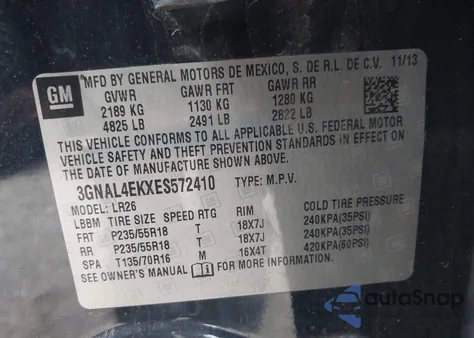 GM
*MFD BY GENERAL MOTORS DE MEXICO, S. DE R.L. DE C.V. 11/13
GVWR GAWR FRT GAWR RR
2189 KG 1130 KG 1280 KG
4825 LB 2491 LB 2822 LB
THIS VEHICLE CONFORMS TO ALL APPLICABLE U.S. FEDERAL MOTOR
VEHICLE SAFETY AND THEFT PREVENTION STANDARDS IN EFFECT ON
THE DATE OF MANUFACTURE SHOWN ABOVE.
3GNAL4EKXES572410 TYPE: M.P.V.
MODEL: LR26
LBBM TIRE SIZE SPEED RTG RIM COLD TIRE PRESSURE
FRT P235/55R18 T 18X7J 240KPA(35PSI)
RR P235/55R18 T 18X7J 240KPA(35PSI)
SPA T135/70R16 M 16X4T 420KPA(60PSI)
SEE OWNER'S MANUAL FOR MORE INFORMATION.
autoSnap